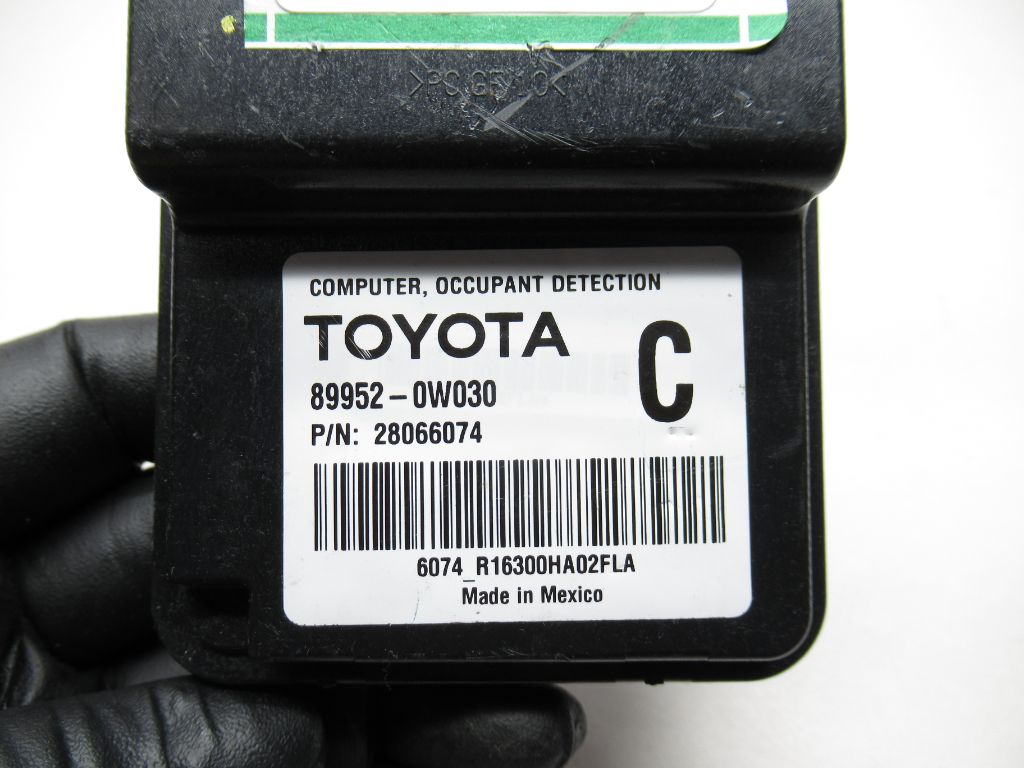 COMPUTER, OCCUPANT DETECTION
TOYOTA
C
89952-0W030
P/N: 28066074
6074_R16300HA02FLA
Made in Mexico